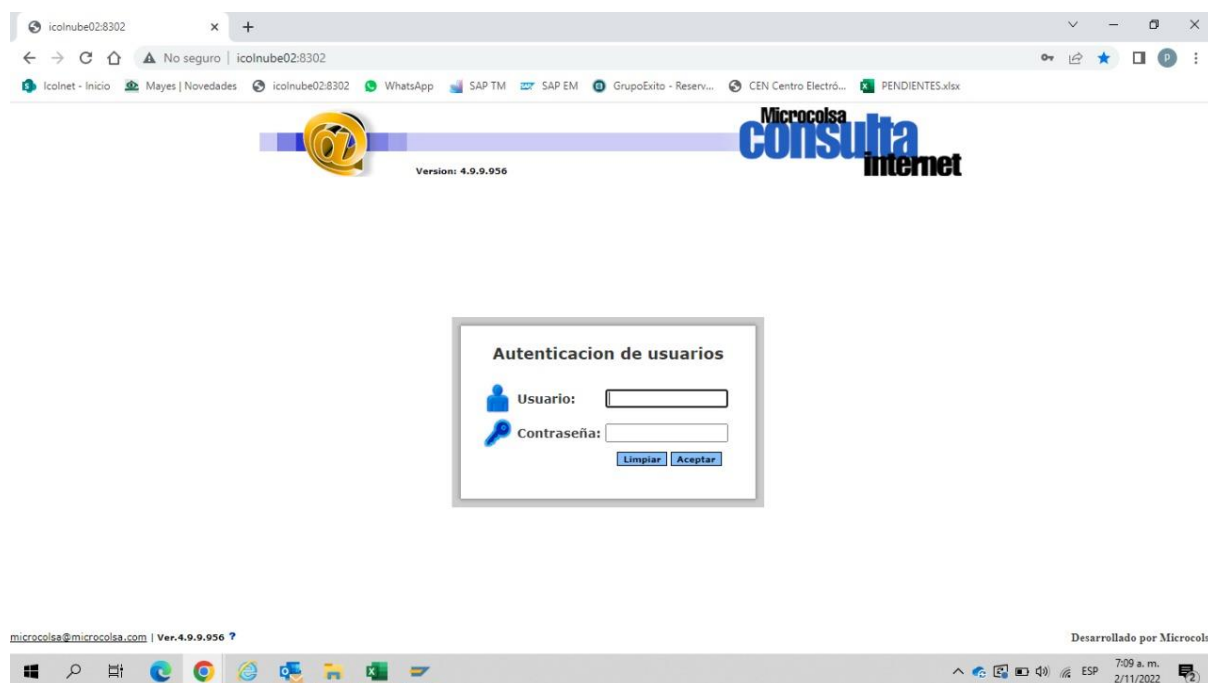 icolnube02:8302
No seguro | icolnube02:8302
P
Icolnet - Inicio Mayes | Novedades icolnube02:8302 WhatsApp SAP TM SAP EM GrupoExito - Reserv... CEN Centro Electró... PENDIENTES.xlsx
Microcolsa
consulta
internet
Version: 4.9.9.956
Autenticacion de usuarios
Usuario:
Contraseña:
Limpiar Aceptar
microcolsa@microcolsa.com | Ver.4.9.9.956 ?
Desarrollado por Microcols
ESP
7:09 a. m.
2/11/2022
2